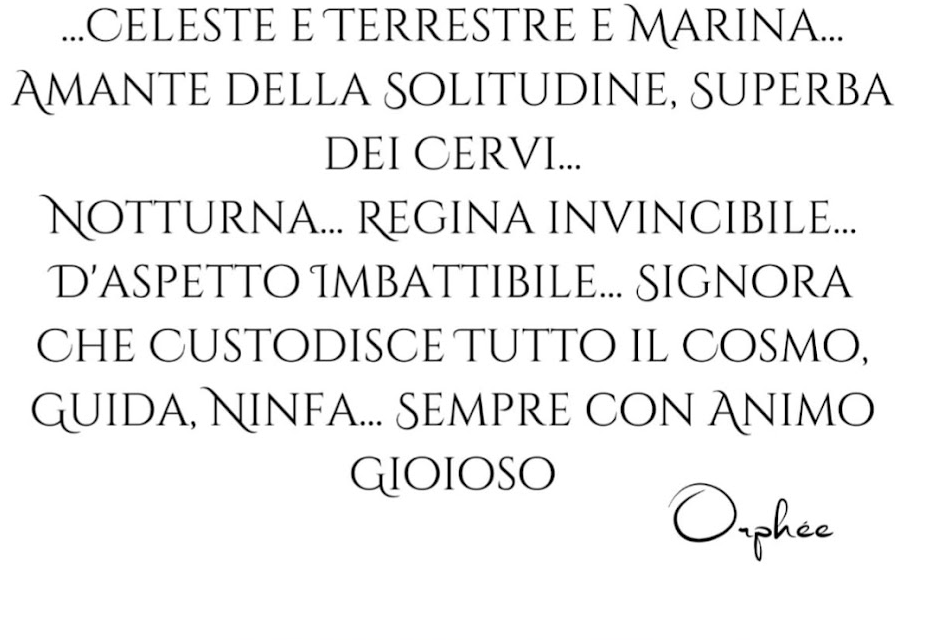 ...Celeste e Terrestre e Marina...
Amante della Solitudine, Superba
dei Cervi...
Notturna... Regina invincibile...
D'aspetto Imbattibile... Signora
che custodisce Tutto il Cosmo,
Guida, Ninfa... Sempre con Animo
Gioioso
Orphée